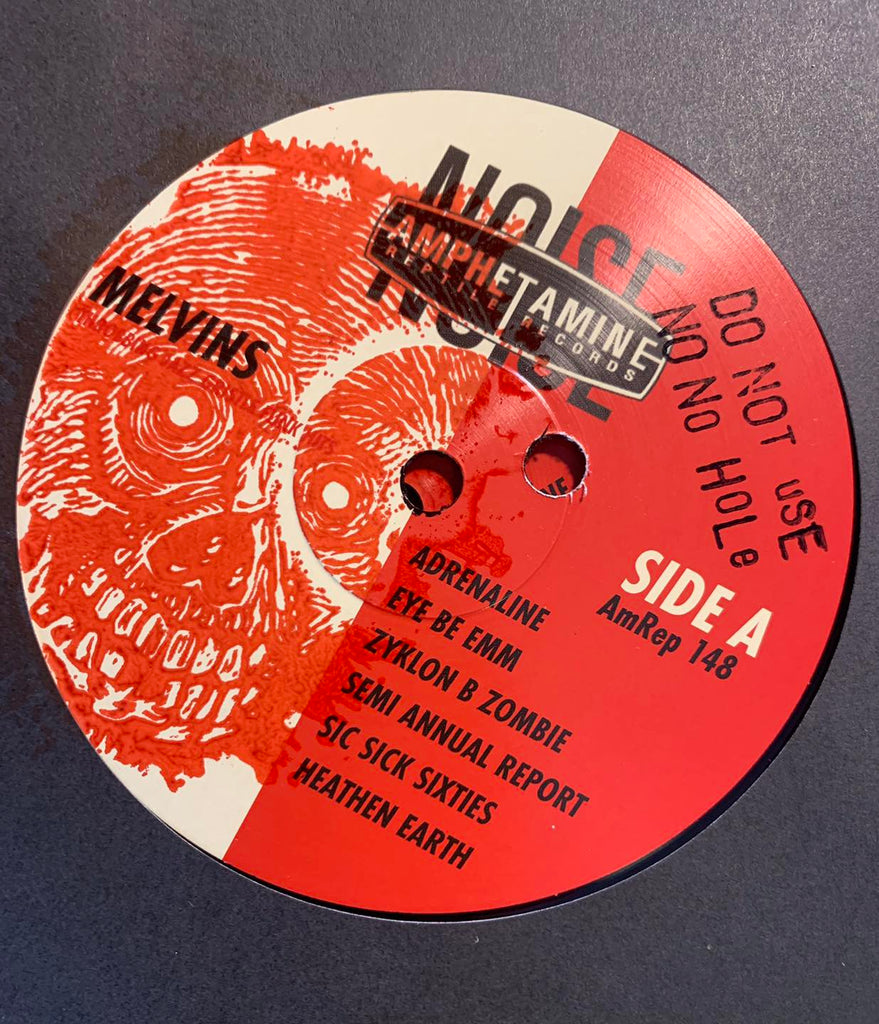 NOISE
NOISE
AMPHETAMINE
REPTILE RECORDS
MELVINS
DO NOT USE
NO NO HOLe
SIDE A
AmRep 148
ADRENALINE
EYE BE EMM
ZYKLON B ZOMBIE
SEMI ANNUAL REPORT
SIC SICK SIXTIES
HEATHEN EARTH